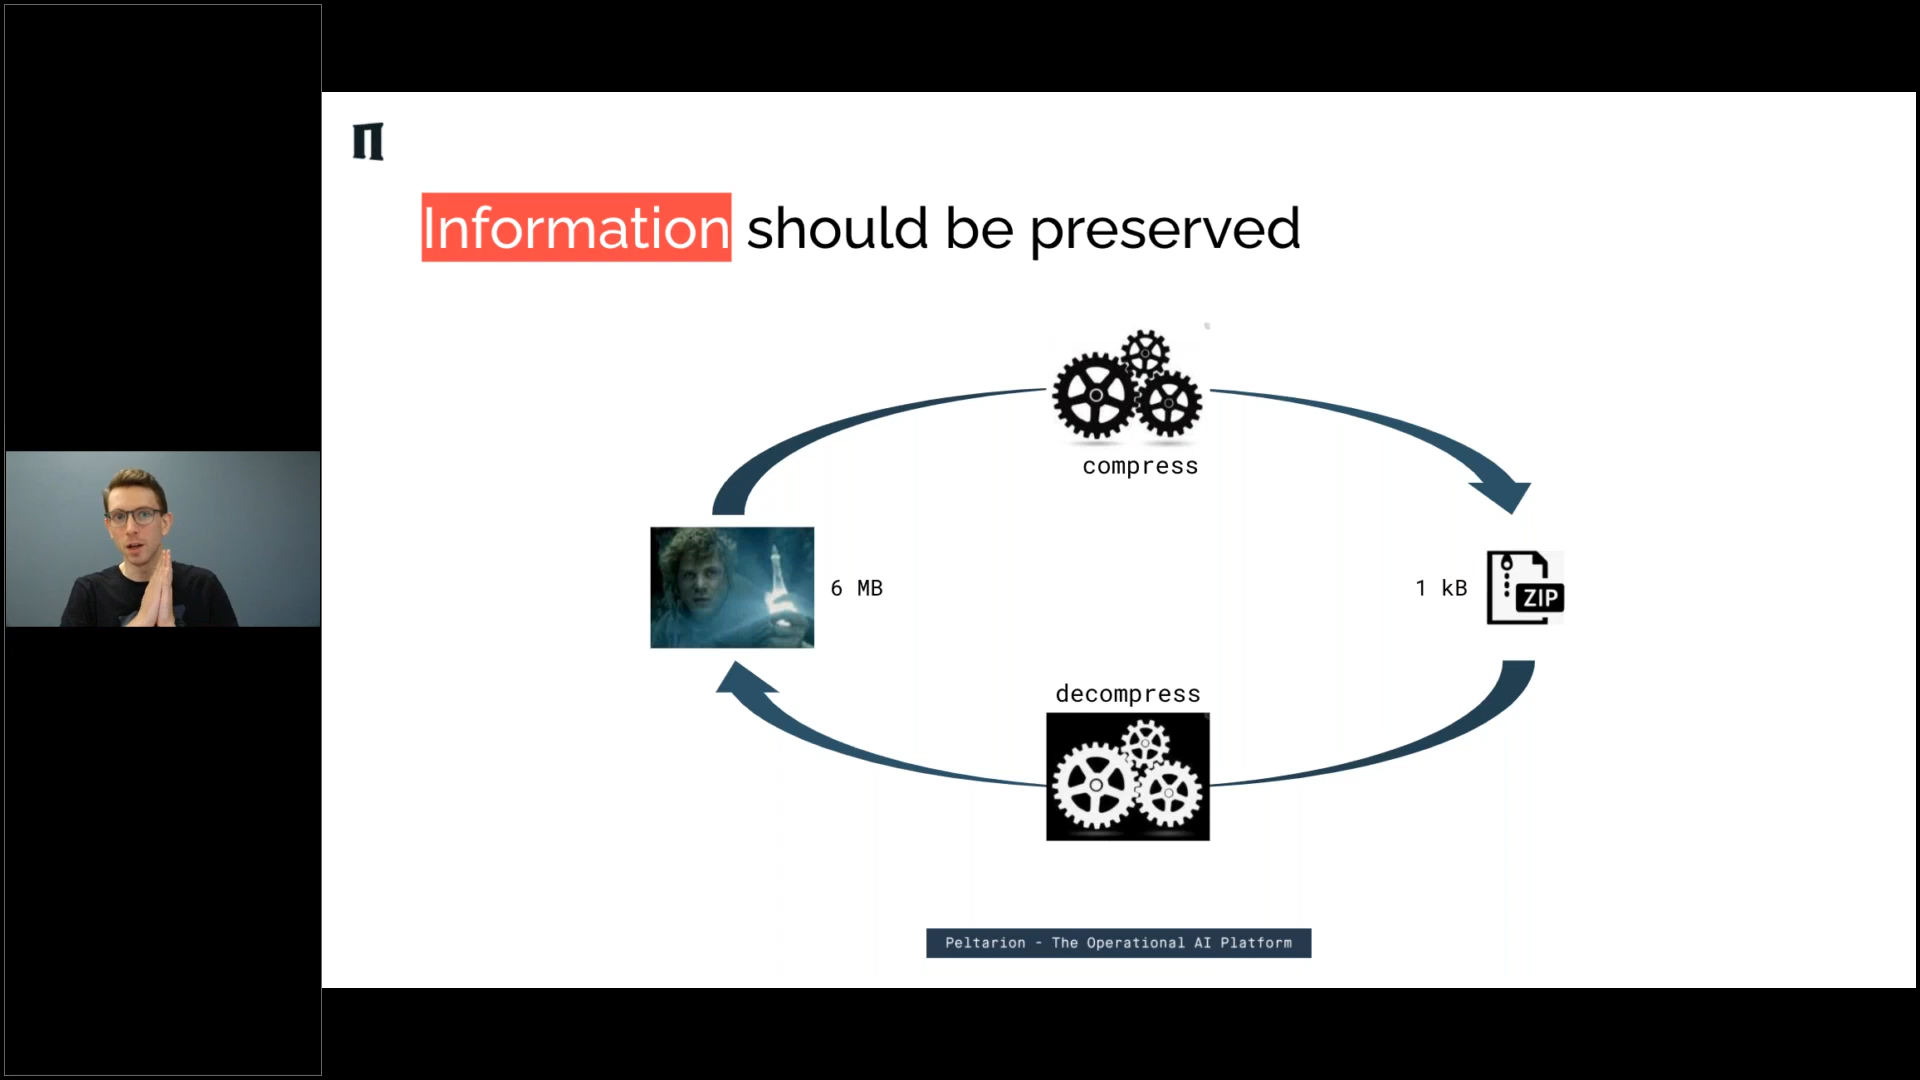 Information should be preserved
compress
6 MB
1 kB
ZIP
decompress
Peltarion - The Operational AI Platform